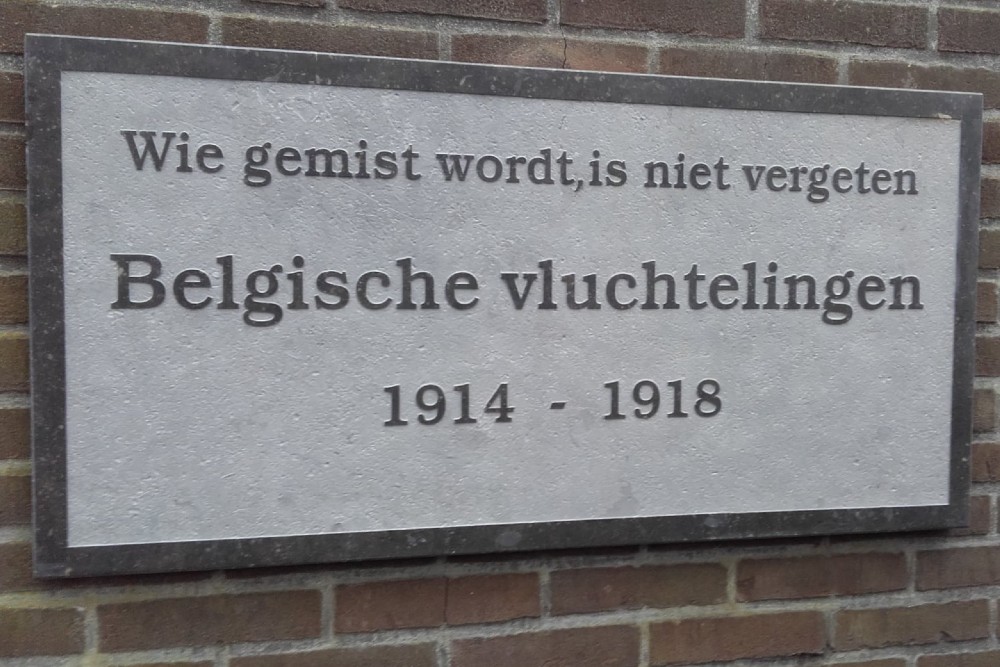 Wie gemist wordt, is niet vergeten
Belgische vluchtelingen
1914 - 1918